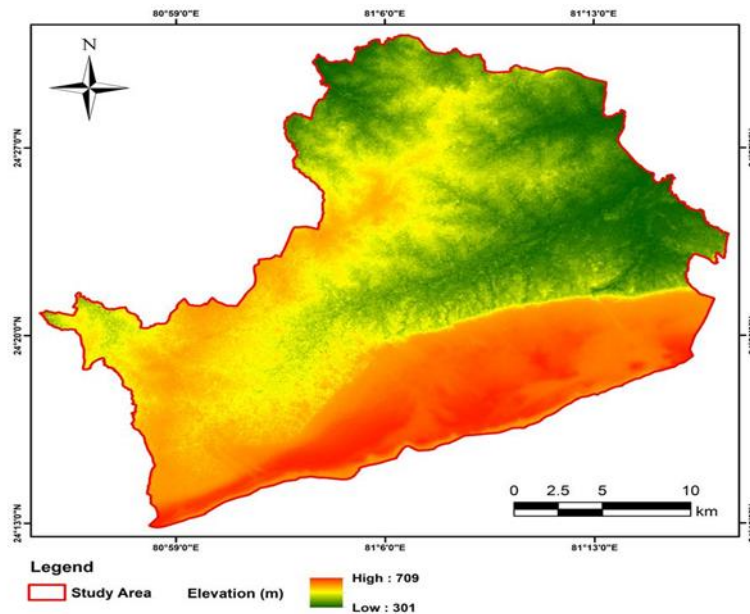 80°59'0"E 81°6'0"E 81°13'0"E
N
24°27'0"N
24°20'0"N
24°13'0"N
0 2.5 5 10
km
80°59'0"E 81°6'0"E 81°13'0"E
Legend
Study Area
Elevation (m)
High : 709
Low : 301